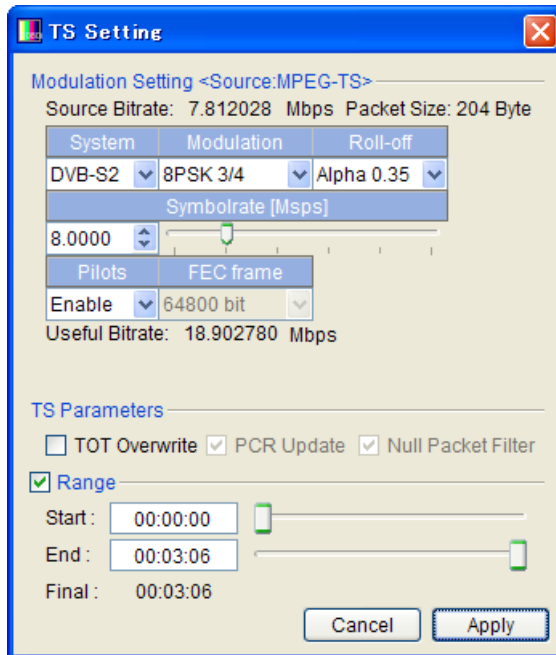 TS Setting
Modulation Setting <Source:MPEG-TS>
Source Bitrate: 7.812028 Mbps Packet Size: 204 Byte
System Modulation Roll-off
DVB-S2 8PSK 3/4 Alpha 0.35
Symbolrate [Msps]
8.0000
Pilots FEC frame
Enable 64800 bit
Useful Bitrate: 18.902780 Mbps
TS Parameters
TOT Overwrite PCR Update Null Packet Filter
Range
Start : 00:00:00
End : 00:03:06
Final : 00:03:06
Cancel Apply